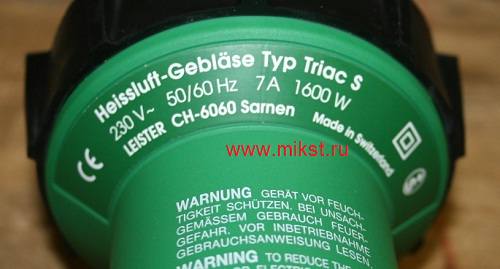 Heissluft-Gebläse Typ Triac S
230 V~ 50/60 Hz 7A 1600 W
LEISTER CH-6060 Sarnen Made in Switzerland
CE
www.mikst.ru
WARNUNG GERÄT VOR FEUCH-
TIGKEIT SCHÜTZEN. BEI UNSACH-
GEMÄSSEM GEBRAUCH FEUER-
GEFAHR. VOR INBETRIEBNAHME
GEBRAUCHSANWEISUNG LESEN.
WARNING TO REDUCE THE